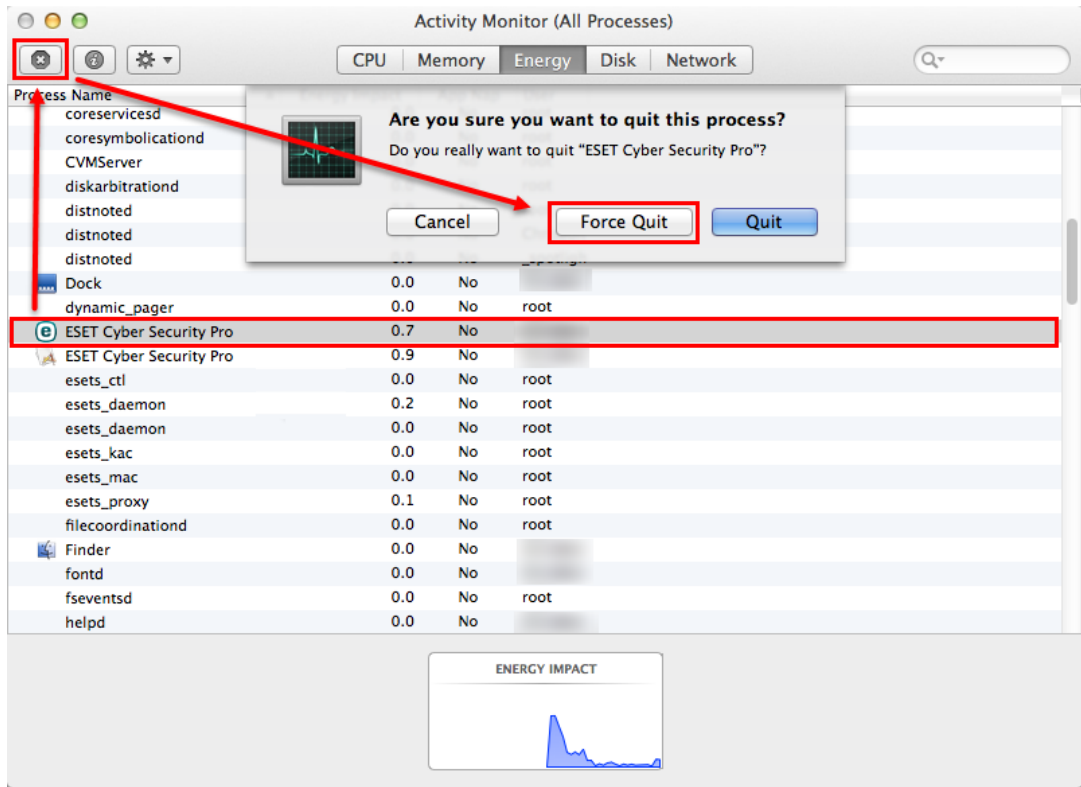 Activity Monitor (All Processes)
CPU Memory Energy Disk Network
Process Name
Are you sure you want to quit this process?
Do you really want to quit “ESET Cyber Security Pro”?
Cancel Force Quit Quit
coreservicesd
coresymbolicationd
CVMServer
diskarbitrationd
distnoted
distnoted
distnoted
Dock 0.0 No
dynamic_pager 0.0 No root
ESET Cyber Security Pro 0.7 No
ESET Cyber Security Pro 0.9 No
esets_ctl 0.0 No root
esets_daemon 0.2 No root
esets_daemon 0.0 No root
esets_kac 0.0 No root
esets_mac 0.0 No root
esets_proxy 0.1 No root
filecoordinationd 0.0 No root
Finder 0.0 No
fontd 0.0 No
fseventsd 0.0 No root
helpd 0.0 No
ENERGY IMPACT